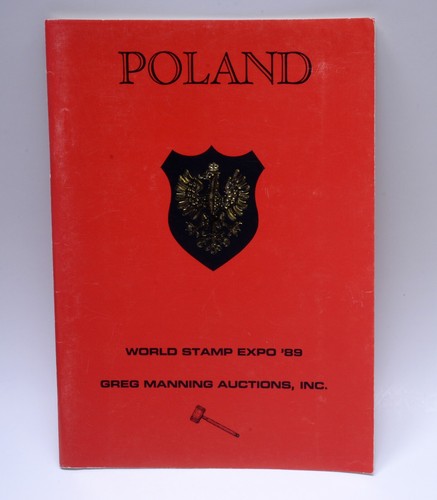 POLAND
WORLD STAMP EXPO '89
GREG MANNING AUCTIONS, INC.